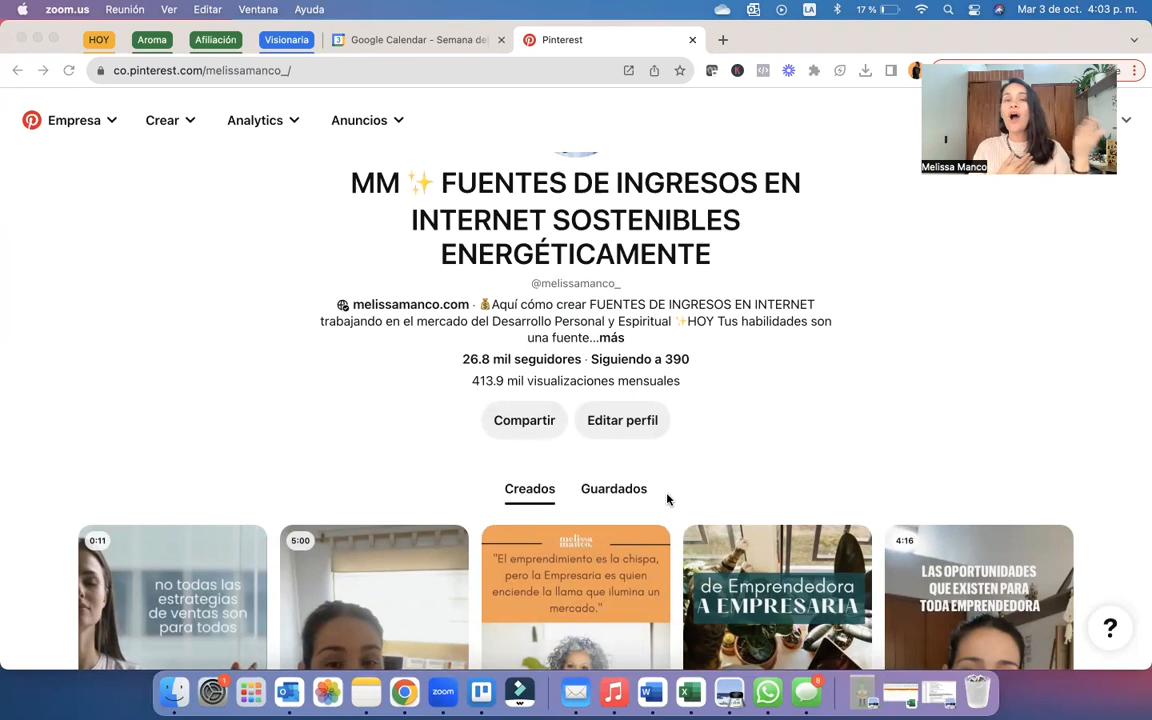 zoom.us Reunión Ver Editar Ventana Ayuda LA 17 % Mar 3 de oct. 4:03 p. m.
HOY Aroma Afiliación Visionaria Google Calendar - Semana del Pinterest
co.pinterest.com/melissamanco_/
Empresa Crear Analytics Anuncios
Melissa Manco
MM ✨ FUENTES DE INGRESOS EN
INTERNET SOSTENIBLES
ENERGÉTICAMENTE
@melissamanco_
melissamanco.com · 💰Aquí cómo crear FUENTES DE INGRESOS EN INTERNET
trabajando en el mercado del Desarrollo Personal y Espiritual ✨HOY Tus habilidades son
una fuente...más
26.8 mil seguidores · Siguiendo a 390
413.9 mil visualizaciones mensuales
Compartir Editar perfil
Creados Guardados
0:11
no todas las
estrategias
de ventas son
para todos
5:00
melissa
manco.
"El emprendimiento es la chispa,
pero la Empresaria es quien
enciende la llama que ilumina un
mercado."
de Emprendedora
A EMPRESARIA
4:16
LAS OPORTUNIDADES
QUE EXISTEN PARA
TODA EMPRENDEDORA
?
1
zoom
8